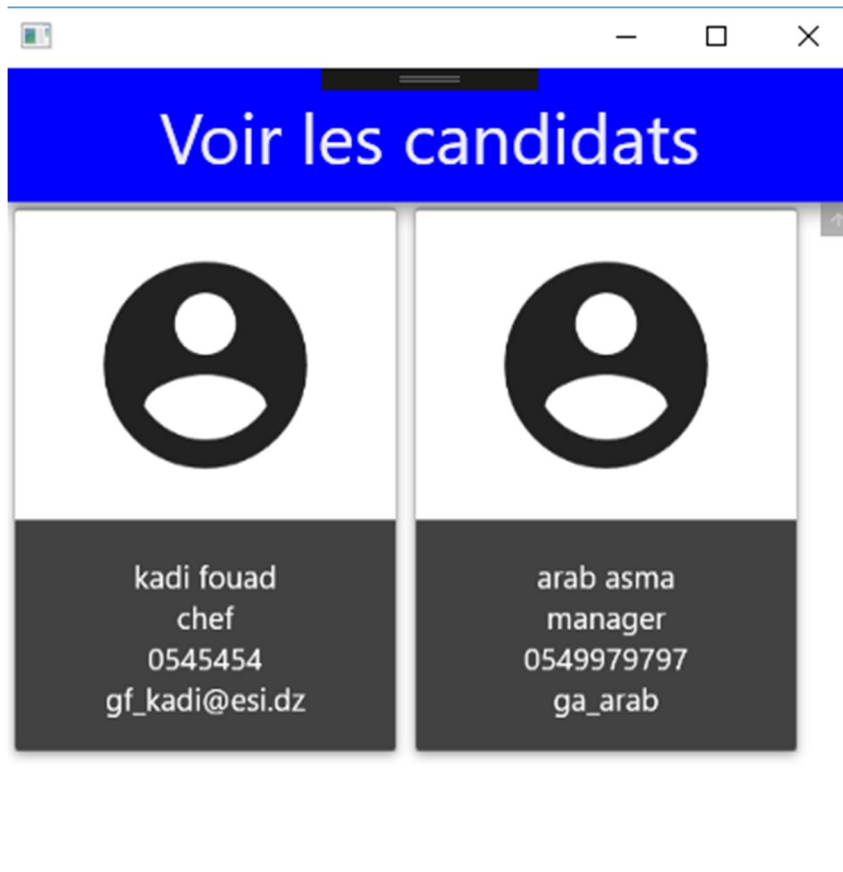 Voir les candidats
kadi fouad
chef
0545454
gf_kadi@esi.dz
arab asma
manager
0549979797
ga_arab